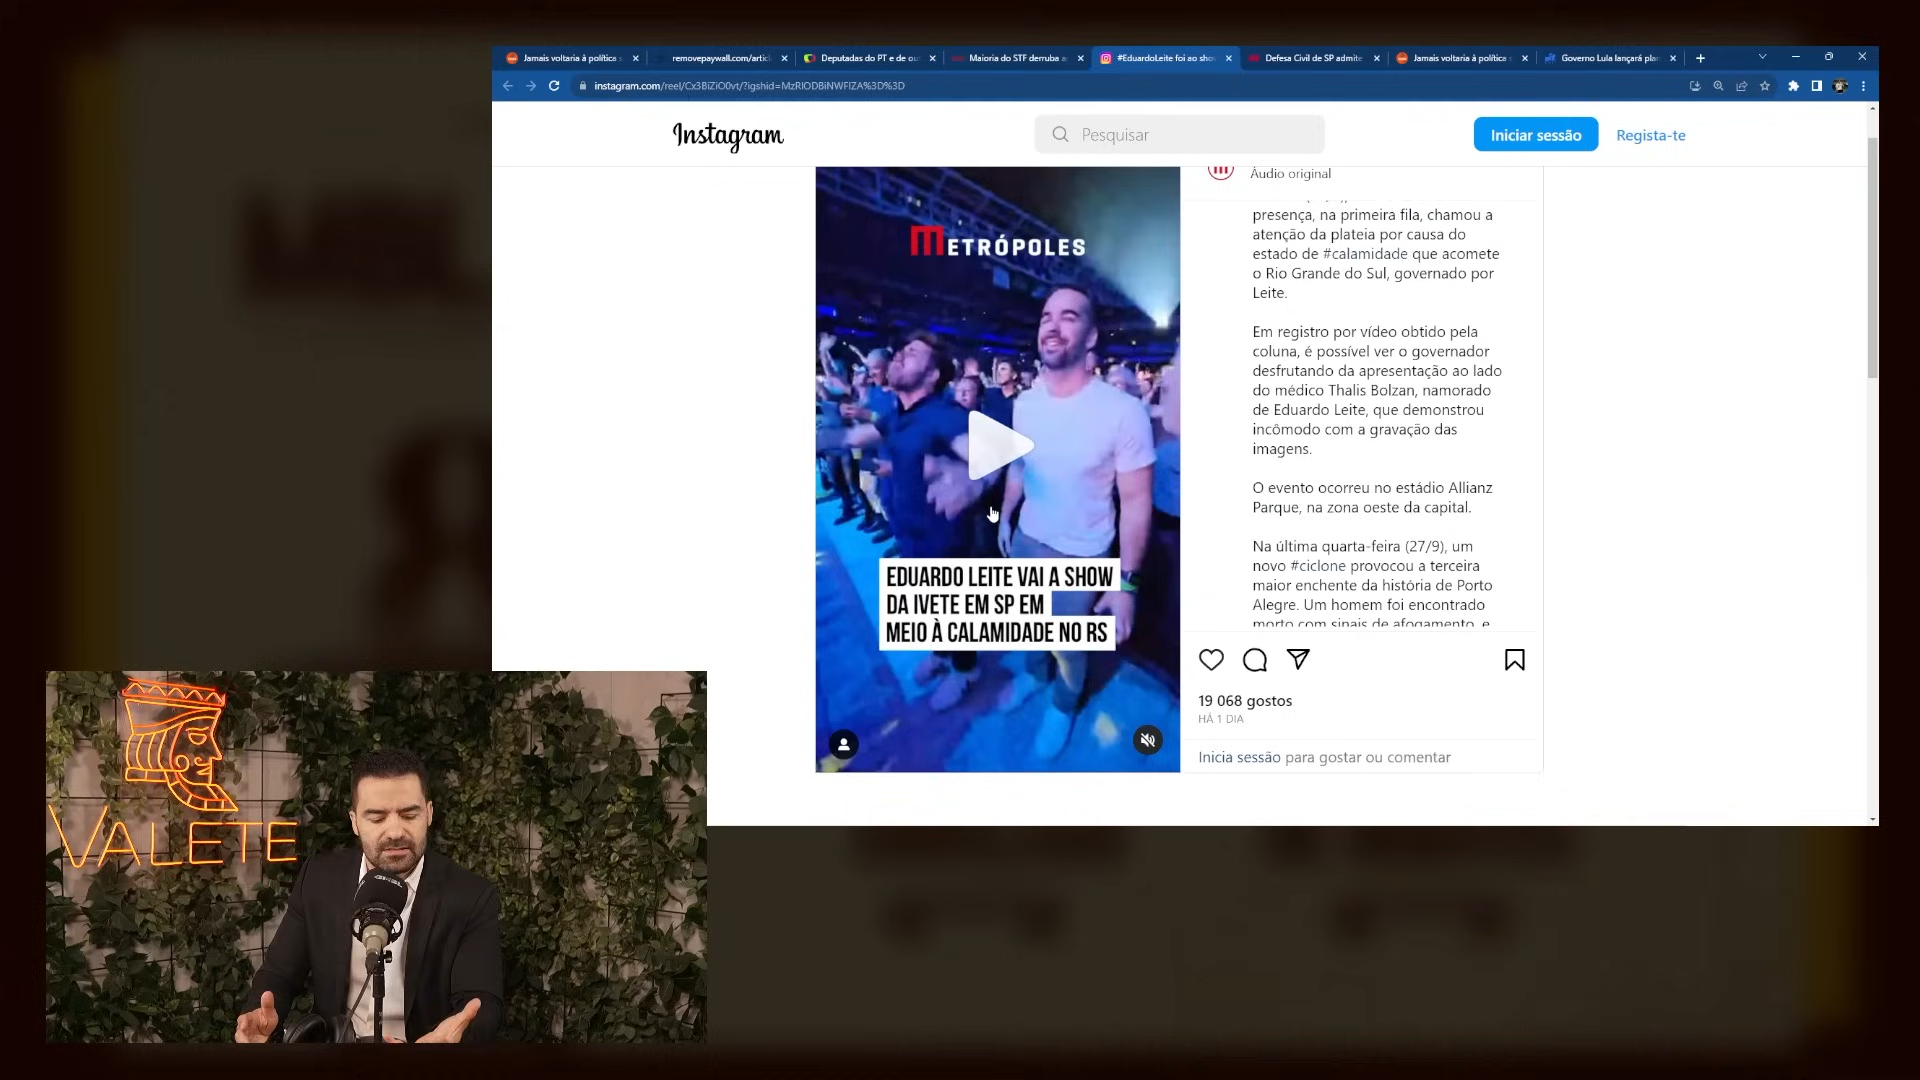 Jamais voltaria à política
removepaywall.com/artic
Deputadas do PT e de ou
Maioria do STF derruba
#EduardoLeite foi ao sho
Defesa Civil de SP admite
Jamais voltaria à política
Governo Lula lançará plan
instagram.com/reel/Cx3BiZiO0vt/?igshid=MzRlODBiNWFlZA%3D%3D
Instagram
Pesquisar
Iniciar sessão
Regista-te
METRÓPOLES
EDUARDO LEITE VAI A SHOW
DA IVETE EM SP EM
MEIO À CALAMIDADE NO RS
Áudio original
presença, na primeira fila, chamou a
atenção da plateia por causa do
estado de #calamidade que acomete
o Rio Grande do Sul, governado por
Leite.
Em registro por vídeo obtido pela
coluna, é possível ver o governador
desfrutando da apresentação ao lado
do médico Thalis Bolzan, namorado
de Eduardo Leite, que demonstrou
incômodo com a gravação das
imagens.
O evento ocorreu no estádio Allianz
Parque, na zona oeste da capital.
Na última quarta-feira (27/9), um
novo #ciclone provocou a terceira
maior enchente da história de Porto
Alegre. Um homem foi encontrado
morto com sinais de afogamento, e
19 068 gostos
HÁ 1 DIA
Inicia sessão para gostar ou comentar
VALETE